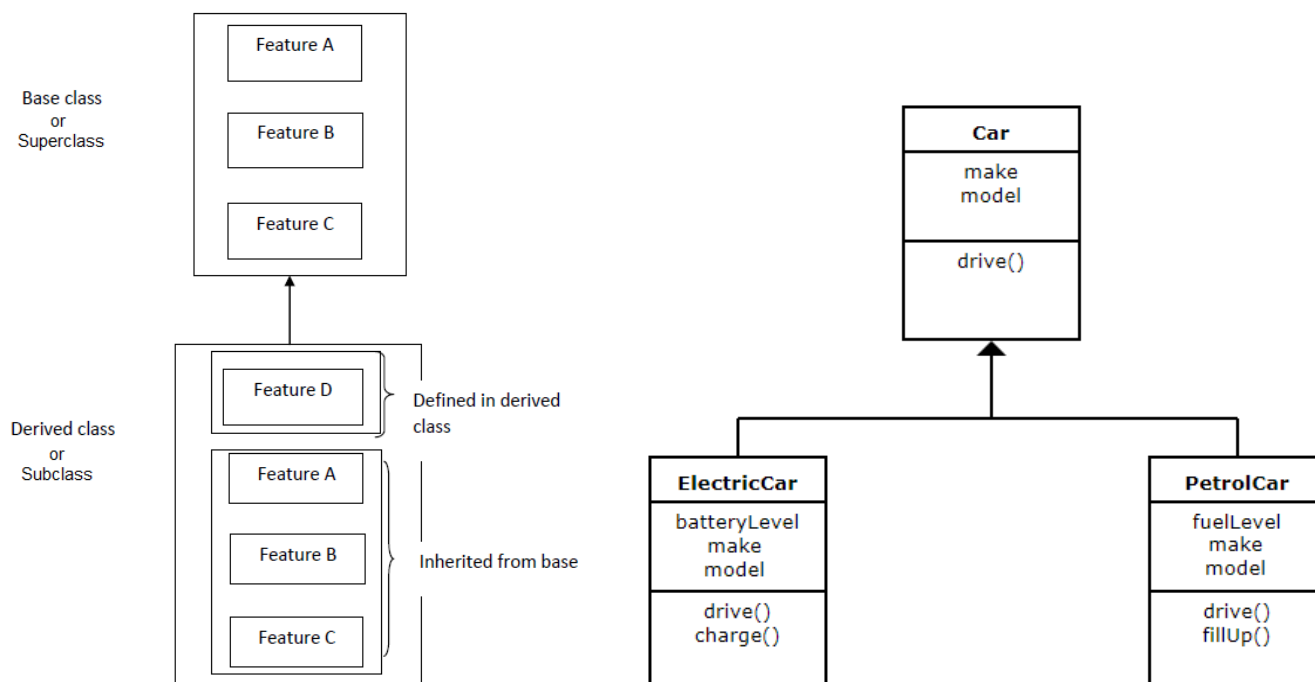 Feature A
Feature B
Feature C
Base class
or
Superclass
Feature D
Defined in derived
class
Derived class
or
Subclass
Feature A
Feature B
Feature C
Inherited from base
Car
make
model
drive()
ElectricCar
batteryLevel
make
model
drive()
charge()
PetrolCar
fuelLevel
make
model
drive()
fillUp()